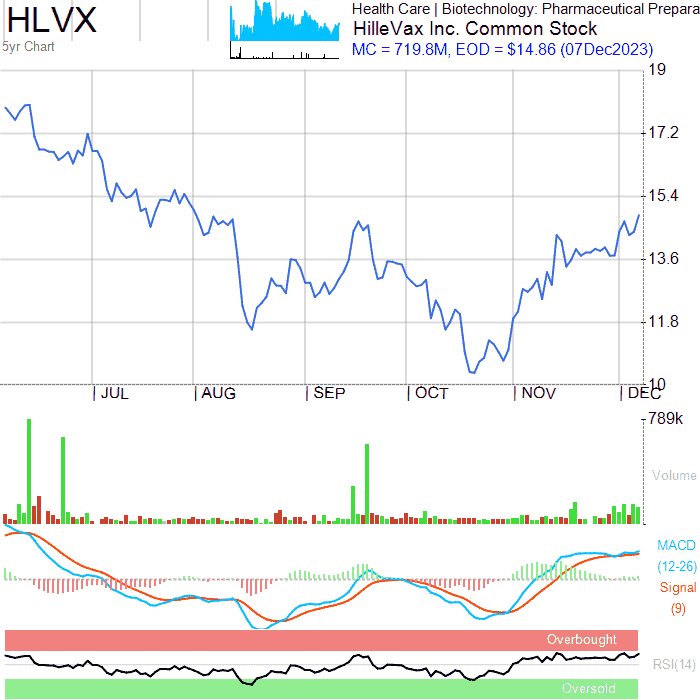 HLVX
5yr Chart
Health Care | Biotechnology: Pharmaceutical Prepara
HilleVax Inc. Common Stock
MC = 719.8M, EOD = $14.86 (07Dec2023)
19
17.2
15.4
13.6
11.8
10
JUL AUG SEP OCT NOV DEC
789k
Volume
MACD
(12-26)
Signal
(9)
Overbought
RSI(14)
Oversold